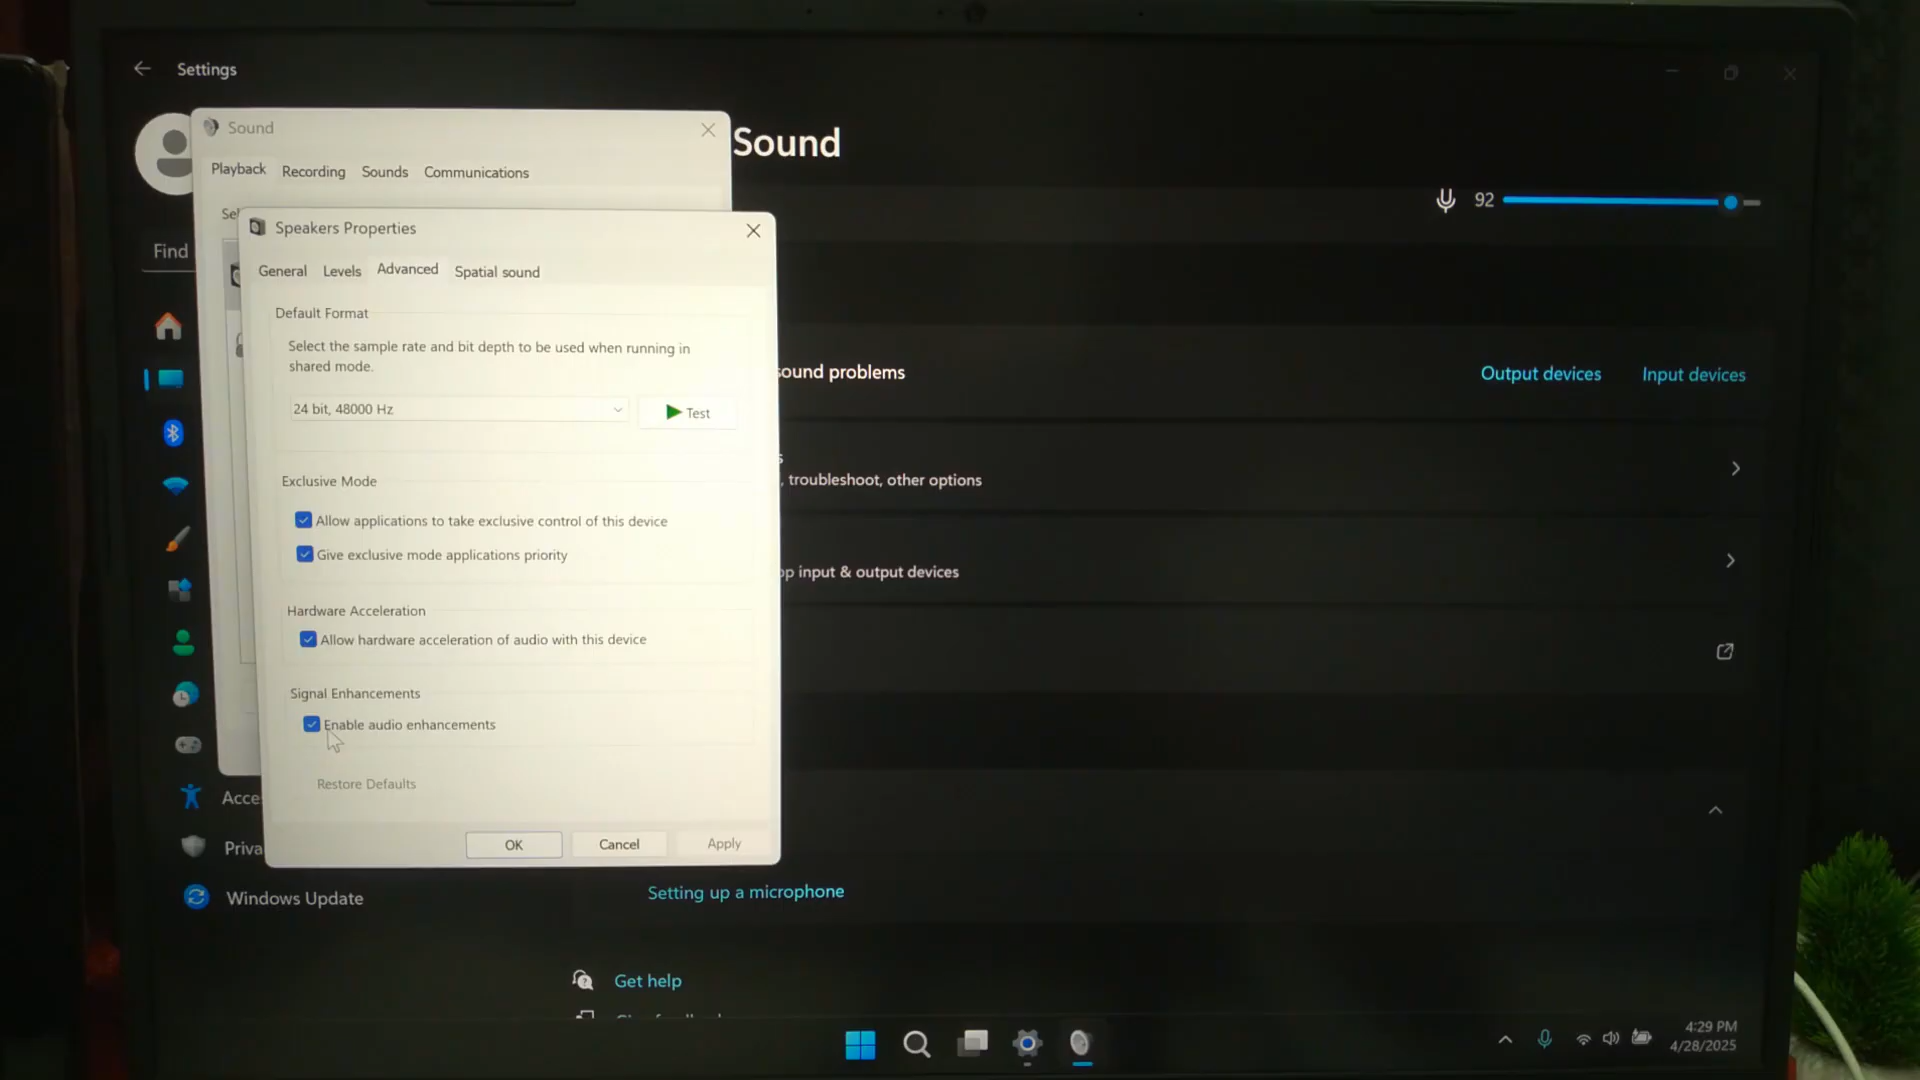 Settings
Sound
Playback
Recording
Sounds
Communications
Sound
92
Speakers Properties
Find
General
Levels
Advanced
Spatial sound
Default Format
Select the sample rate and bit depth to be used when running in
shared mode.
24 bit, 48000 Hz
Test
Exclusive Mode
Allow applications to take exclusive control of this device
Give exclusive mode applications priority
Hardware Acceleration
Allow hardware acceleration of audio with this device
Signal Enhancements
Enable audio enhancements
Restore Defaults
OK
Cancel
Apply
sound problems
Output devices
Input devices
, troubleshoot, other options
input & output devices
Acce
Priva
Windows Update
Setting up a microphone
Get help
4:29 PM
4/28/2025